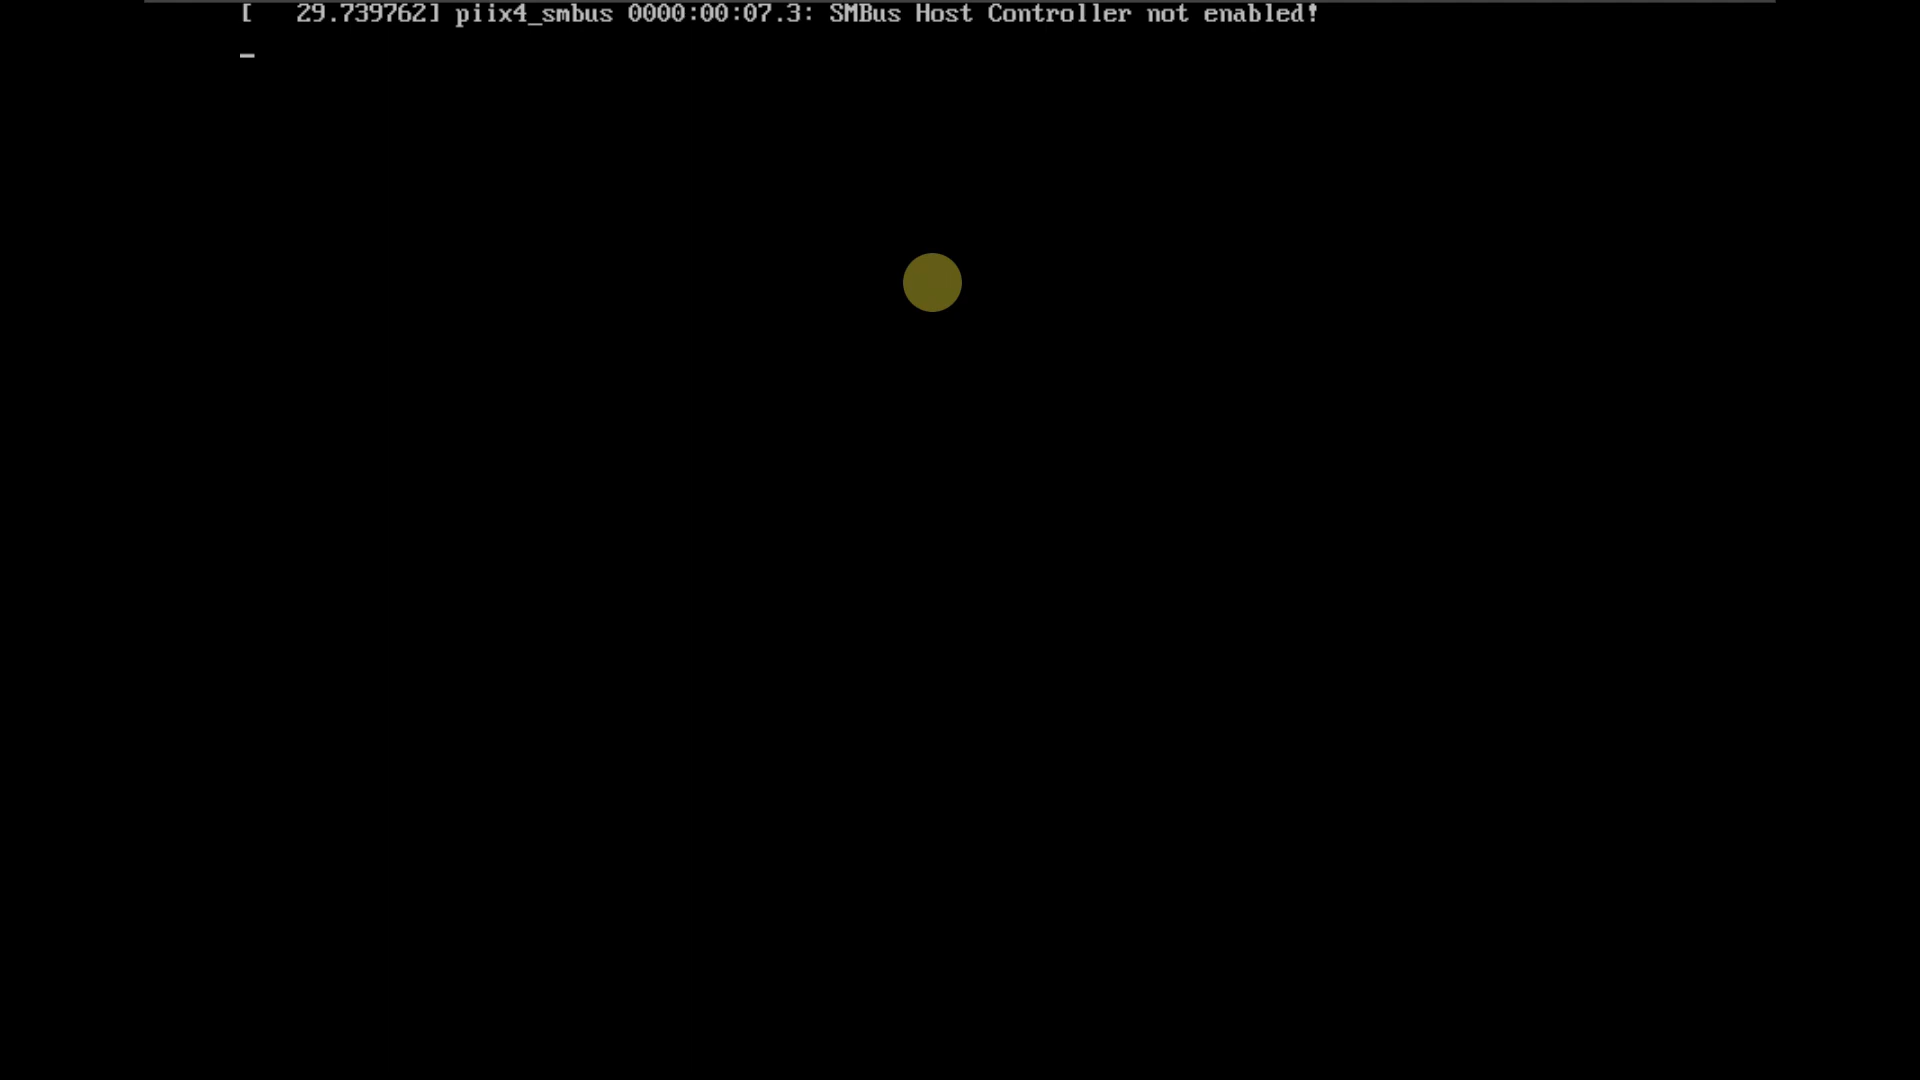 [   29.739762] piix4_smbus 0000:00:07.3: SMBus Host Controller not enabled!